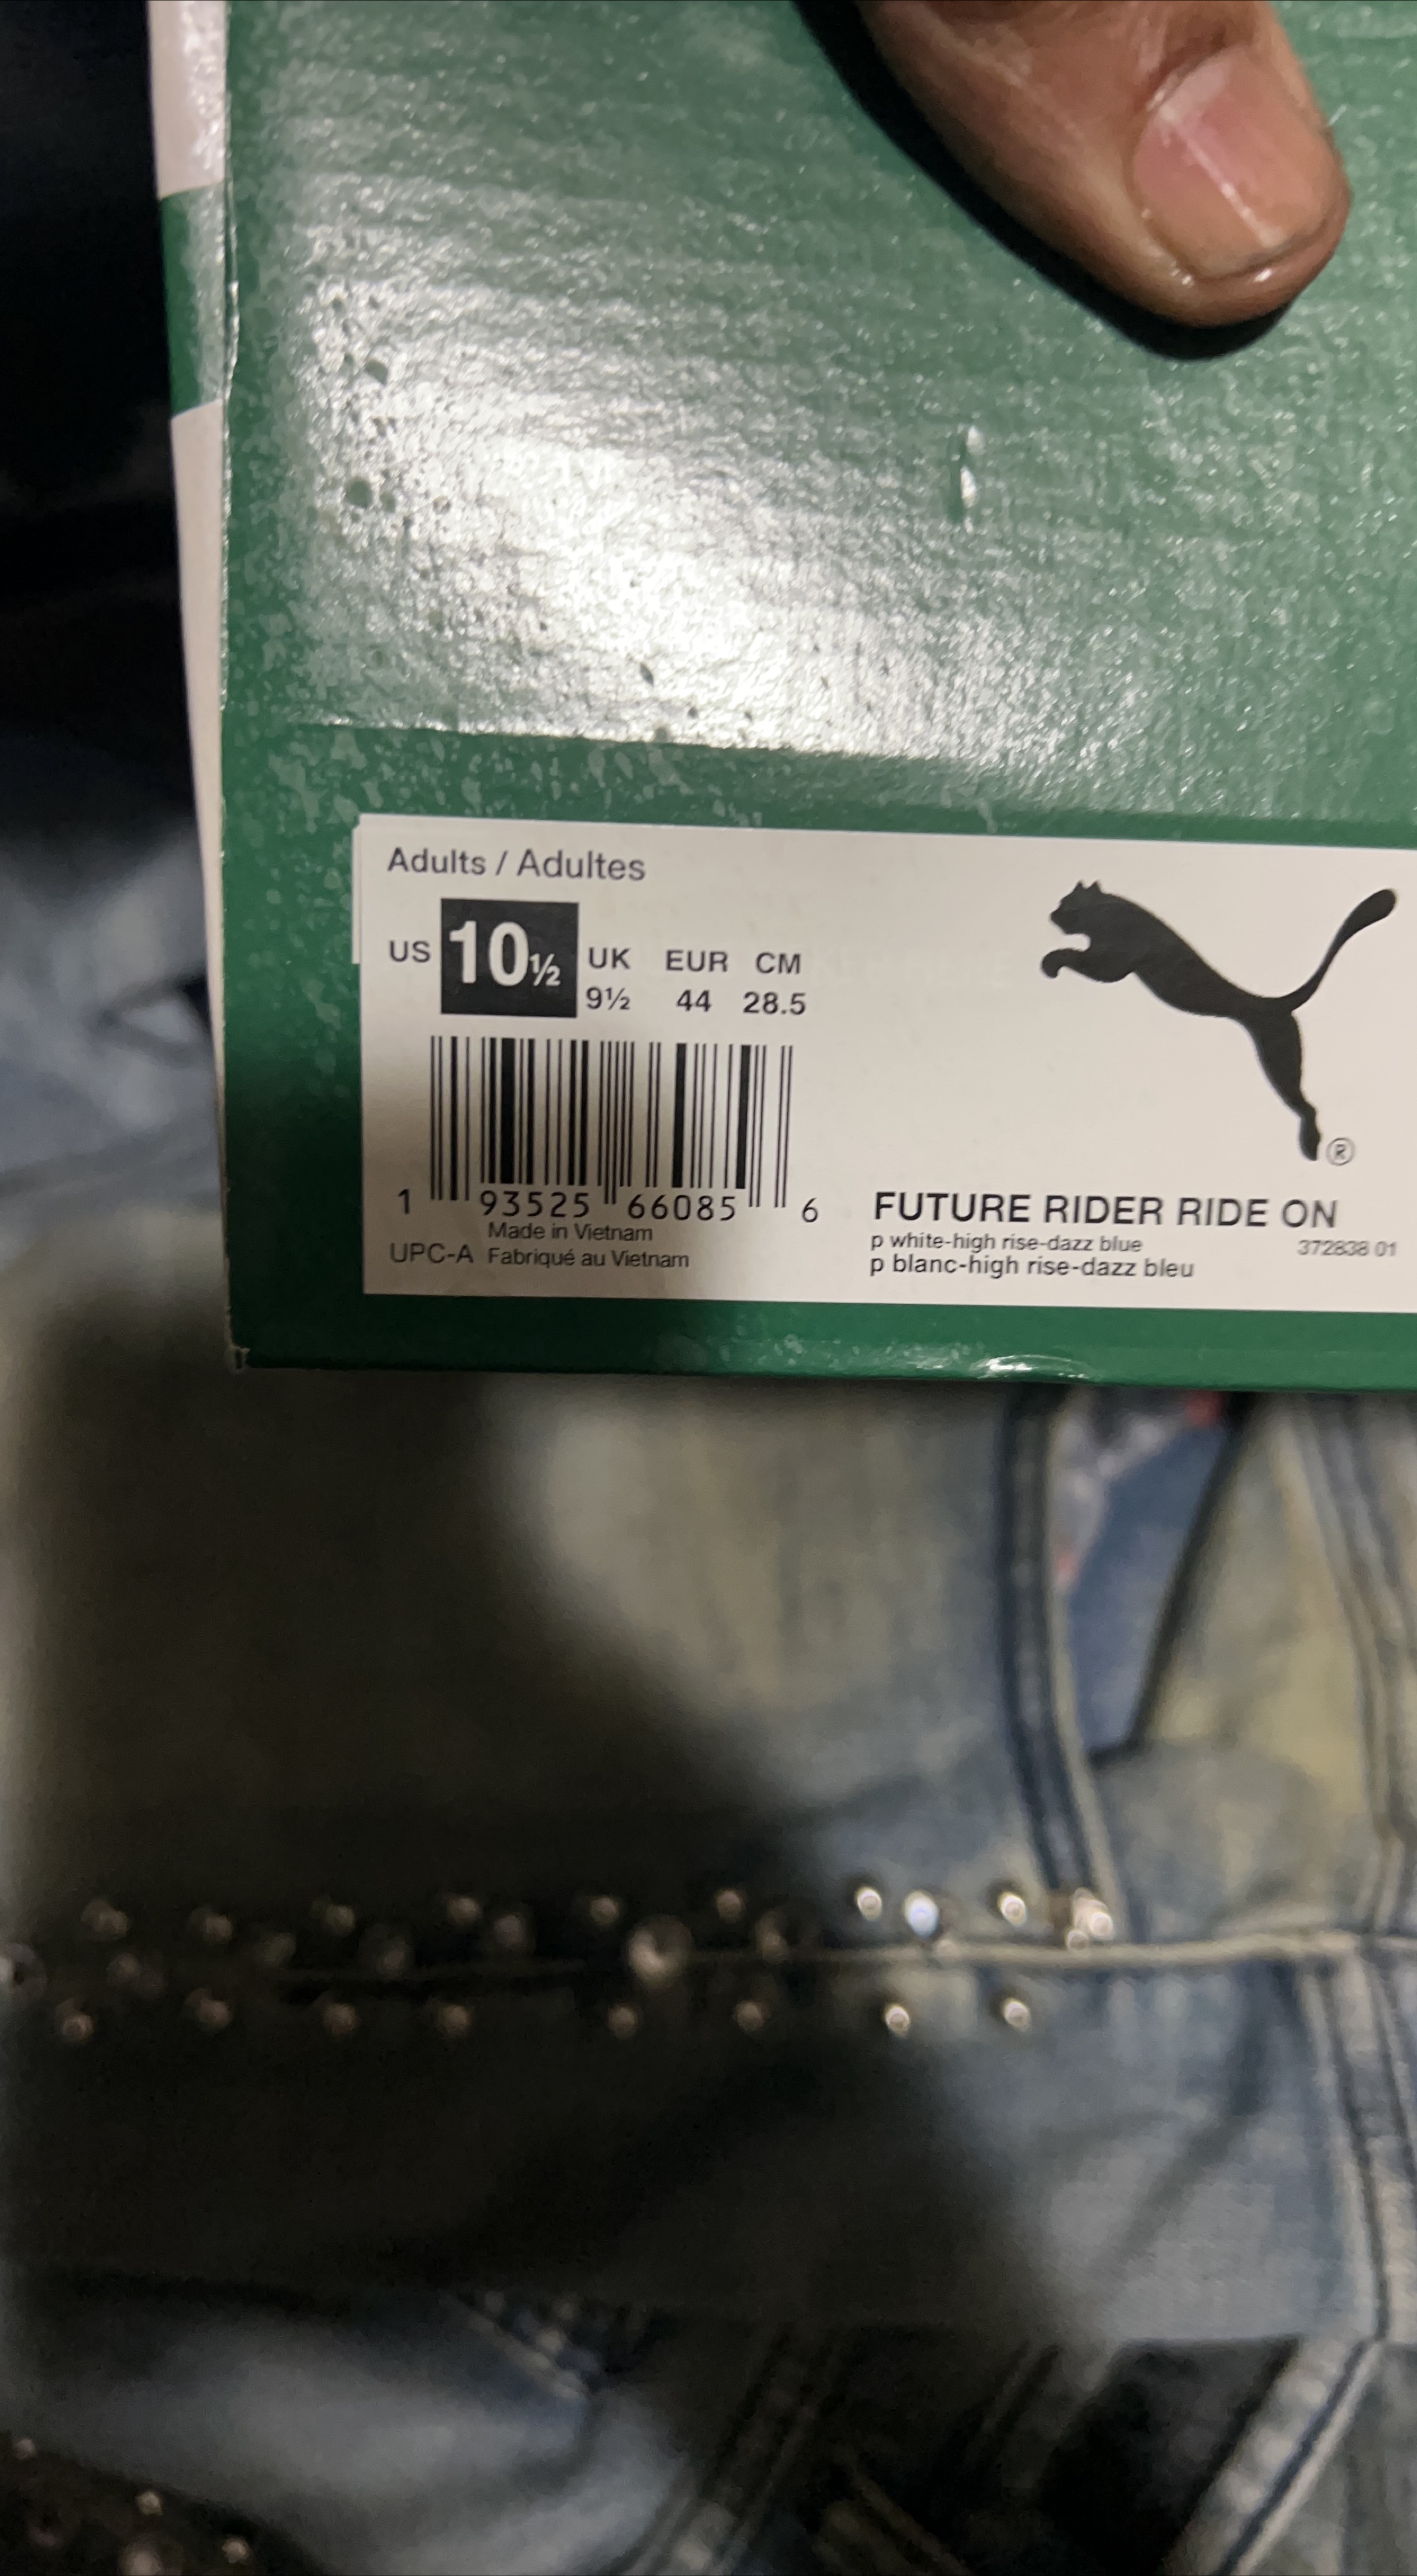 Adults / Adultes
US 10½ UK EUR CM
9½ 44 28.5
1 93525 66085 6
Made in Vietnam
UPC-A Fabriqué au Vietnam
®
FUTURE RIDER RIDE ON
p white-high rise-dazz blue 372838 01
p blanc-high rise-dazz bleu